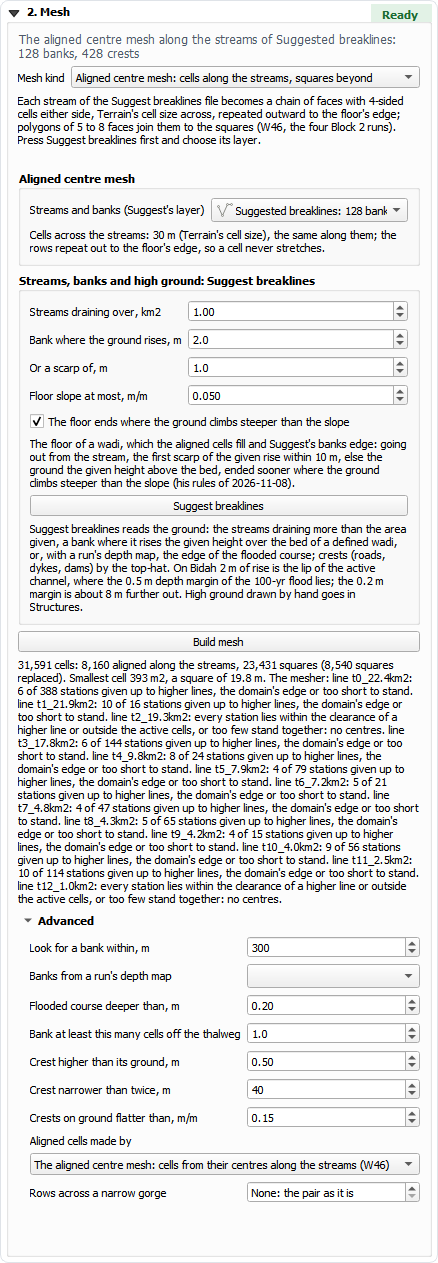 2. Mesh
Ready
The aligned centre mesh along the streams of Suggested breaklines:
128 banks, 428 crests
Mesh kind
Aligned centre mesh: cells along the streams, squares beyond
Each stream of the Suggest breaklines file becomes a chain of faces with 4-sided
cells either side, Terrain's cell size across, repeated outward to the floor's edge;
polygons of 5 to 8 faces join them to the squares (W46, the four Block 2 runs).
Press Suggest breaklines first and choose its layer.
Aligned centre mesh
Streams and banks (Suggest's layer)
Suggested breaklines: 128 bank
Cells across the streams: 30 m (Terrain's cell size), the same along them; the
rows repeat out to the floor's edge, so a cell never stretches.
Streams, banks and high ground: Suggest breaklines
Streams draining over, km2
1.00
Bank where the ground rises, m
2.0
Or a scarp of, m
1.0
Floor slope at most, m/m
0.050
The floor ends where the ground climbs steeper than the slope
The floor of a wadi, which the aligned cells fill and Suggest's banks edge: going
out from the stream, the first scarp of the given rise within 10 m, else the
ground the given height above the bed, ended sooner where the ground
climbs steeper than the slope (his rules of 2026-11-08).
Suggest breaklines
Suggest breaklines reads the ground: the streams draining more than the area
given, a bank where it rises the given height over the bed of a defined wadi,
or, with a run's depth map, the edge of the flooded course; crests (roads,
dykes, dams) by the top-hat. On Bidah 2 m of rise is the lip of the active
channel, where the 0.5 m depth margin of the 100-yr flood lies; the 0.2 m
margin is about 8 m further out. High ground drawn by hand goes in
Structures.
Build mesh
31,591 cells: 8,160 aligned along the streams, 23,431 squares (8,540 squares
replaced). Smallest cell 393 m2, a square of 19.8 m. The mesher: line t0_22.4km2:
6 of 388 stations given up to higher lines, the domain's edge or too short to stand.
line t1_21.9km2: 10 of 16 stations given up to higher lines, the domain's edge or
too short to stand. line t2_19.3km2: every station lies within the clearance of a
higher line or outside the active cells, or too few stand together: no centres. line
t3_17.8km2: 6 of 144 stations given up to higher lines, the domain's edge or too
short to stand. line t4_9.8km2: 8 of 24 stations given up to higher lines, the
domain's edge or too short to stand. line t5_7.9km2: 4 of 79 stations given up to
higher lines, the domain's edge or too short to stand. line t6_7.2km2: 5 of 21
stations given up to higher lines, the domain's edge or too short to stand. line
t7_4.8km2: 4 of 47 stations given up to higher lines, the domain's edge or too short
to stand. line t8_4.3km2: 5 of 65 stations given up to higher lines, the domain's
edge or too short to stand. line t9_4.2km2: 4 of 15 stations given up to higher
lines, the domain's edge or too short to stand. line t10_4.0km2: 9 of 56 stations
given up to higher lines, the domain's edge or too short to stand. line t11_2.5km2:
10 of 114 stations given up to higher lines, the domain's edge or too short to stand.
line t12_1.0km2: every station lies within the clearance of a higher line or outside
the active cells, or too few stand together: no centres.
Advanced
Look for a bank within, m
300
Banks from a run's depth map
Flooded course deeper than, m
0.20
Bank at least this many cells off the thalweg
1.0
Crest higher than its ground, m
0.50
Crest narrower than twice, m
40
Crests on ground flatter than, m/m
0.15
Aligned cells made by
The aligned centre mesh: cells from their centres along the streams (W46)
Rows across a narrow gorge
None: the pair as it is